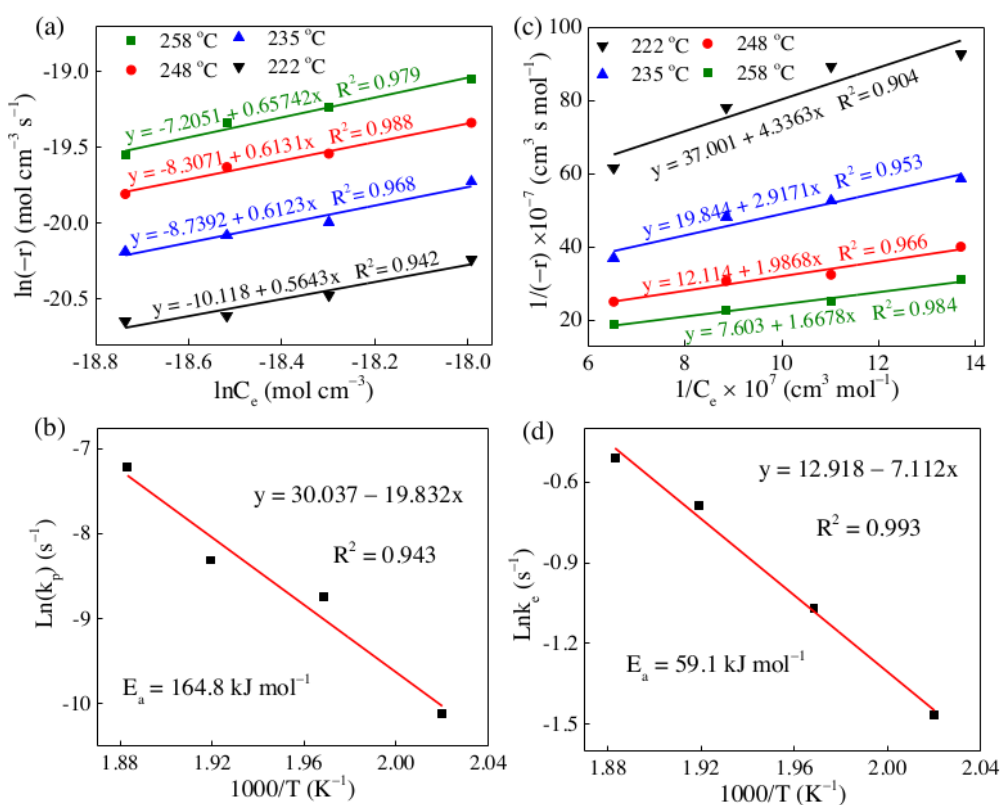 (a)
258 °C
235 °C
248 °C
222 °C
y = -7.2051 + 0.65742x R² = 0.979
y = -8.3071 + 0.6131x R² = 0.988
y = -8.7392 + 0.6123x R² = 0.968
y = -10.118 + 0.5643x R² = 0.942
-19.0
-19.5
-20.0
-20.5
ln(−r) (mol cm⁻³ s⁻¹)
-18.8 -18.6 -18.4 -18.2 -18.0
lnCₑ (mol cm⁻³)
(c)
222 °C
248 °C
235 °C
258 °C
y = 37.001 + 4.3363x R² = 0.904
y = 19.844 + 2.9171x R² = 0.953
y = 12.114 + 1.9868x R² = 0.966
y = 7.603 + 1.6678x R² = 0.984
100
80
60
40
20
1/(−r) ×10⁻⁷ (cm³ s mol⁻¹)
6 8 10 12 14
1/Cₑ × 10⁷ (cm³ mol⁻¹)
(b)
y = 30.037 − 19.832x
R² = 0.943
Eₐ = 164.8 kJ mol⁻¹
-7
-8
-9
-10
Ln(kₚ) (s⁻¹)
1.88 1.92 1.96 2.00 2.04
1000/T (K⁻¹)
(d)
y = 12.918 − 7.112x
R² = 0.993
Eₐ = 59.1 kJ mol⁻¹
-0.6
-0.9
-1.2
-1.5
Lnkₑ (s⁻¹)
1.88 1.92 1.96 2.00 2.04
1000/T (K⁻¹)